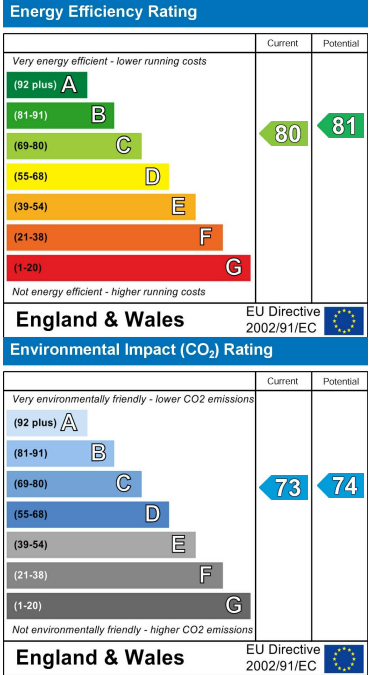 Energy Efficiency Rating
Current Potential
Very energy efficient - lower running costs
(92 plus) A
(81-91) B
(69-80) C
(55-68) D
(39-54) E
(21-38) F
(1-20) G
80
81
Not energy efficient - higher running costs
England & Wales
EU Directive
2002/91/EC
Environmental Impact (CO₂) Rating
Current Potential
Very environmentally friendly - lower CO2 emissions
(92 plus) A
(81-91) B
(69-80) C
(55-68) D
(39-54) E
(21-38) F
(1-20) G
73
74
Not environmentally friendly - higher CO2 emissions
England & Wales
EU Directive
2002/91/EC